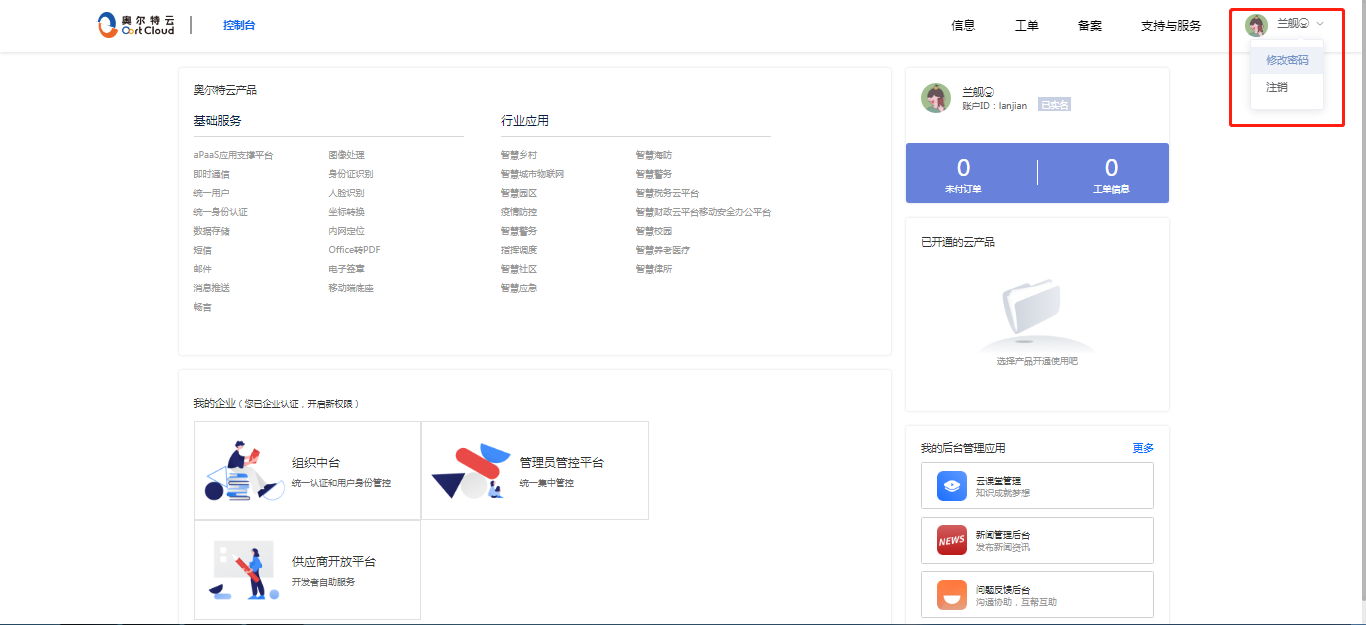 奥尔特云
OortCloud
控制台
信息
工单
备案
支持与服务
兰舰
修改密码
注销
奥尔特云产品
基础服务
aPaaS应用支撑平台
即时通信
统一用户
统一身份认证
数据存储
短信
邮件
消息推送
畅言
图像处理
身份证识别
人脸识别
坐标转换
内网定位
Office转PDF
电子签章
移动端底座
行业应用
智慧乡村
智慧城市物联网
智慧园区
疫情防控
智慧警务
指挥调度
智慧社区
智慧应急
智慧海防
智慧警务
智慧税务云平台
智慧财政云平台移动安全办公平台
智慧校园
智慧养老医疗
智慧律所
兰舰
账户ID：lanjian 已实名
0
未付订单
0
工单信息
已开通的云产品
选择产品开通使用吧
我的企业（您已企业认证，开启新权限）
组织中台
统一认证和用户身份管控
管理员管控平台
统一集中管控
供应商开放平台
开发者自助服务
我的后台管理应用
更多
云课堂管理
知识成就梦想
NEWS
新闻管理后台
发布新闻资讯
问题反馈后台
沟通协助，互帮互助